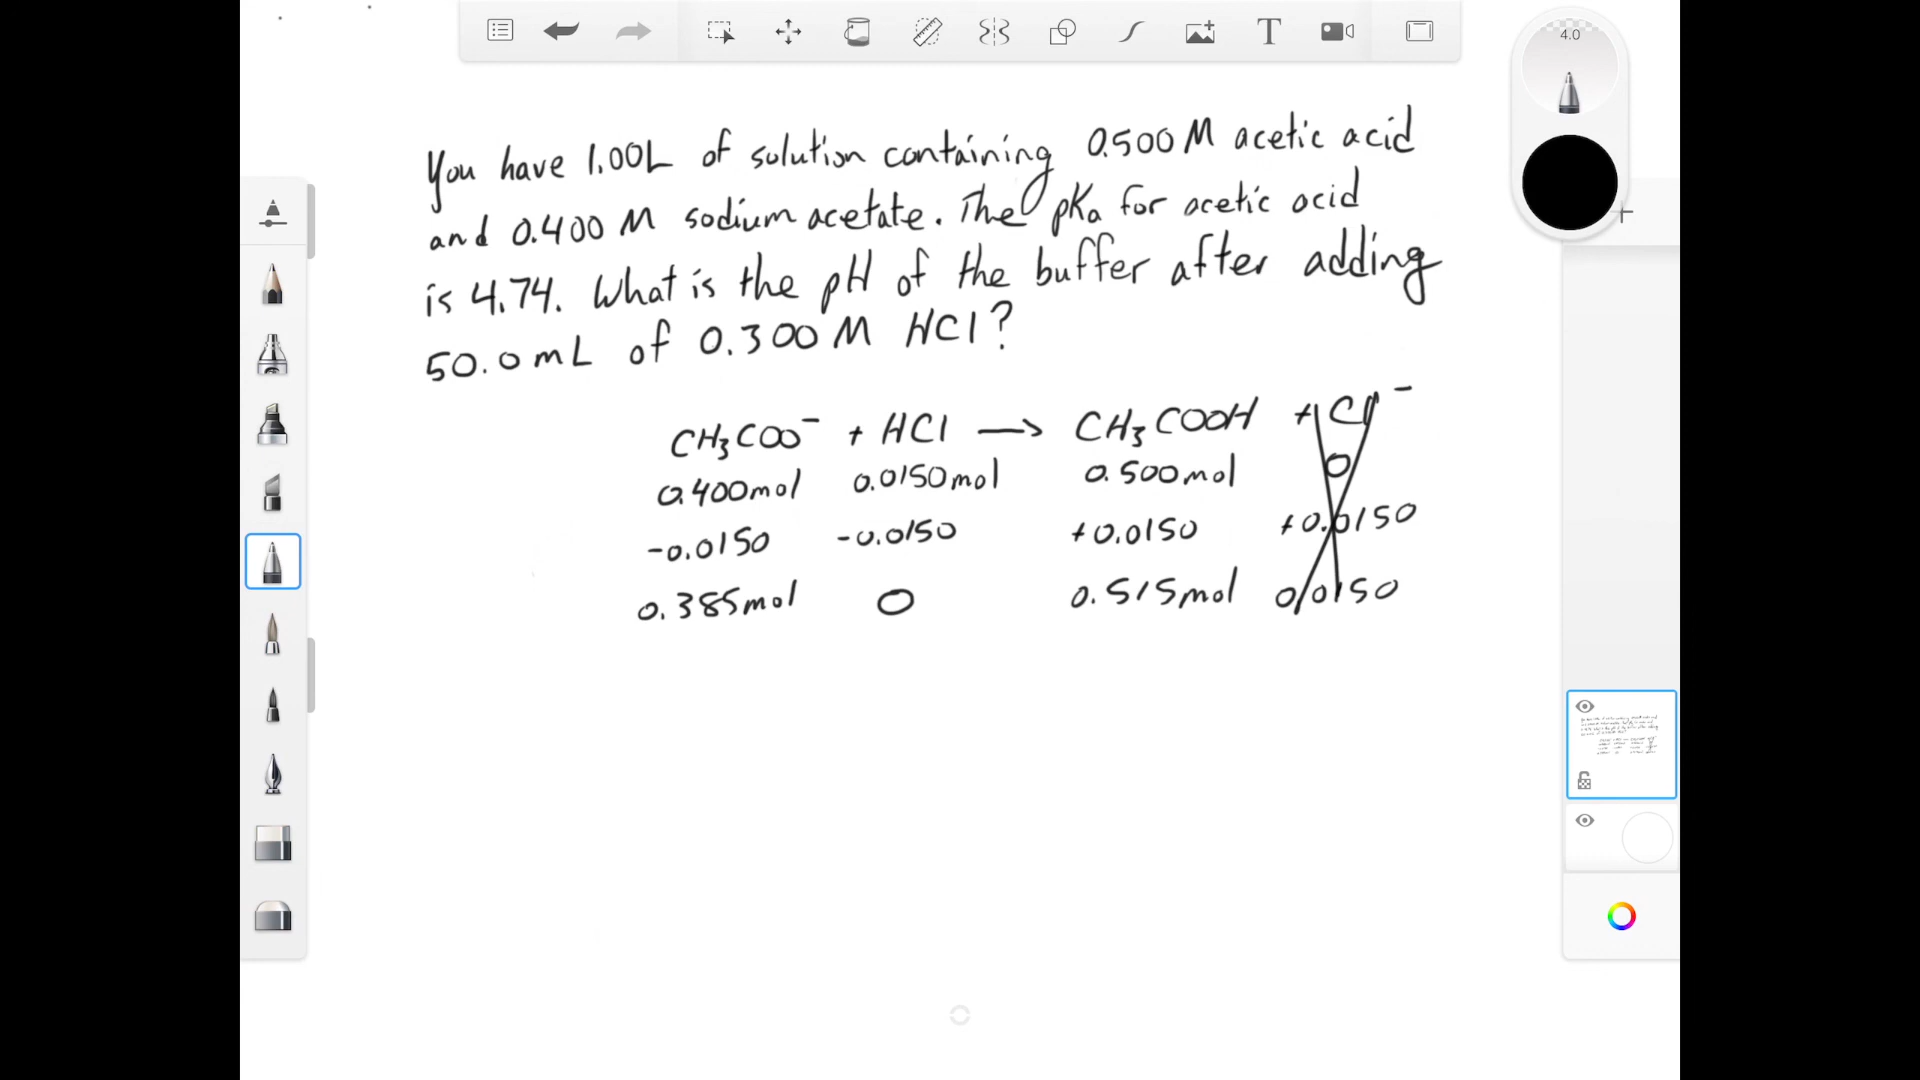 4.0
T
You have 1.00L of solution containing 0.500 M acetic acid
and 0.400 M sodium acetate. The pKa for acetic acid
is 4.74. What is the pH of the buffer after adding
50.0 mL of 0.300 M HCl?
CH₃COO⁻ + HCl → CH₃COOH + Cl⁻
0.400mol 0.0150mol 0.500mol 0
-0.0150 -0.0150 +0.0150 +0.0150
0.385mol 0 0.515mol 0.0150